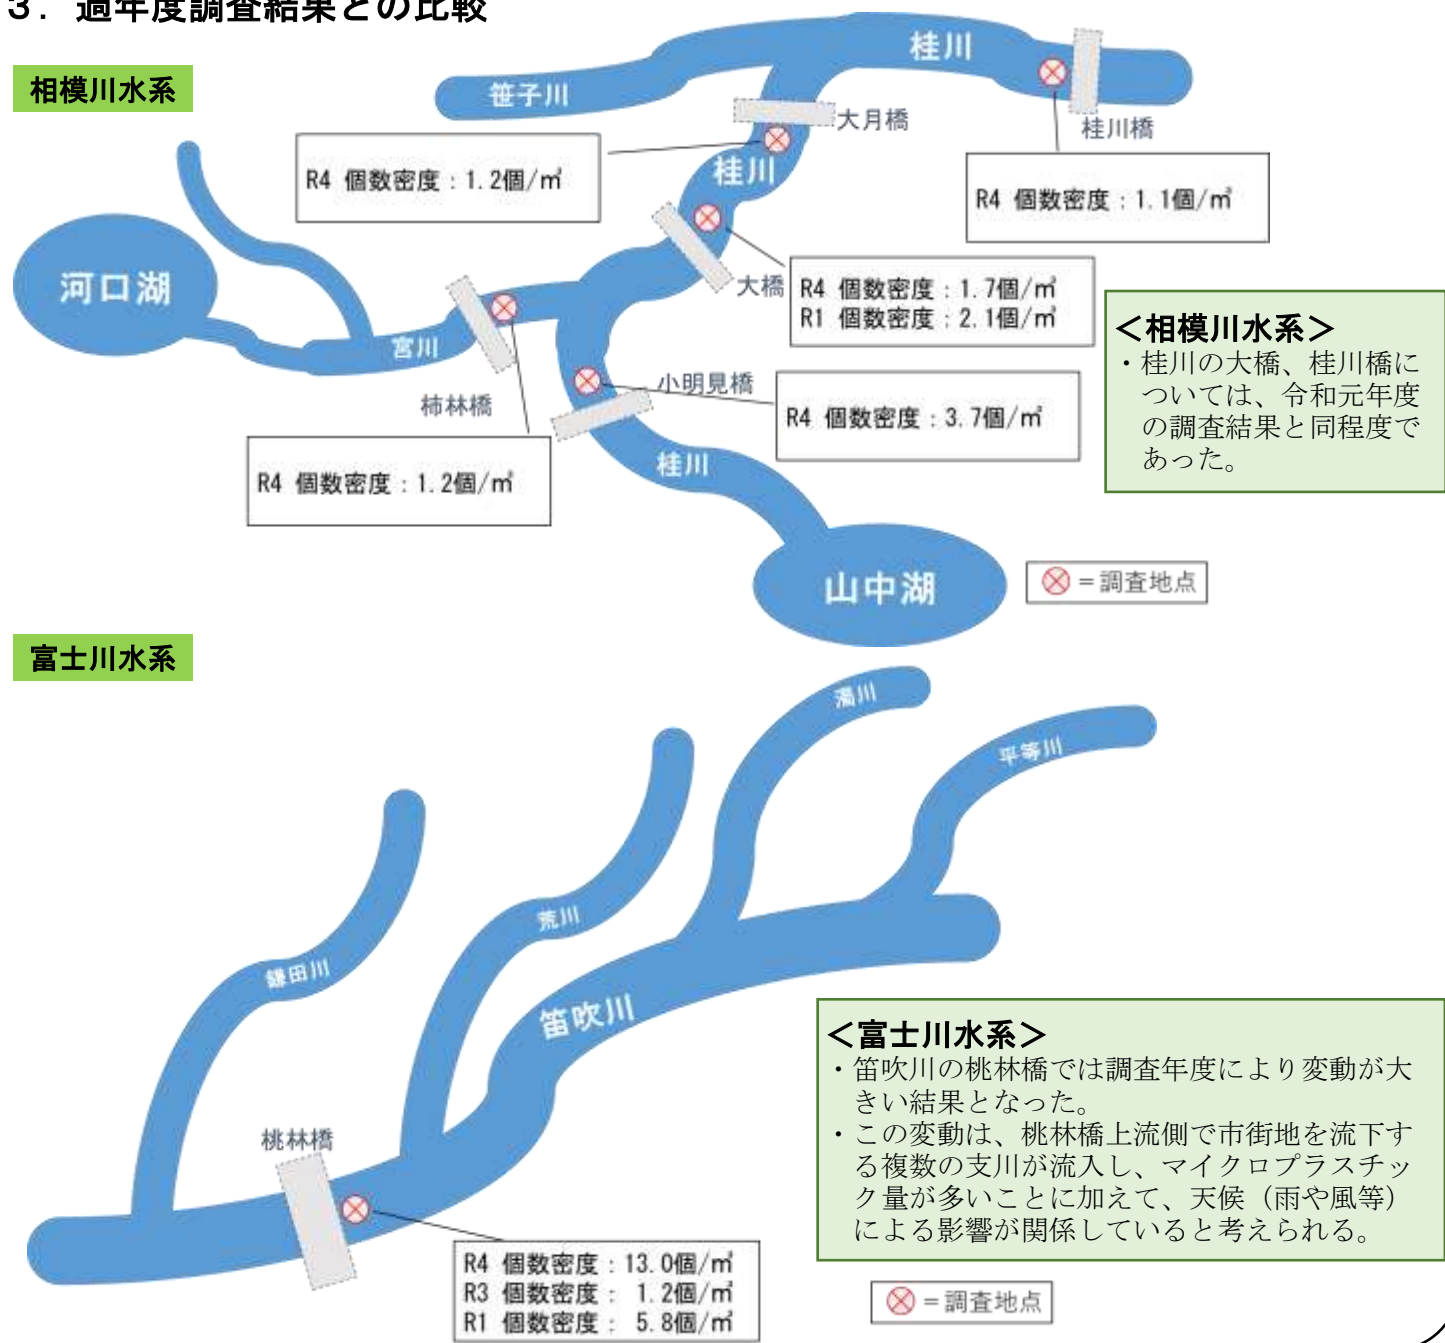 ３．過年度調査結果との比較
相模川水系
笹子川
桂川
大月橋
桂川橋
R4 個数密度：1.2個/㎥
桂川
R4 個数密度：1.1個/㎥
河口湖
大橋
R4 個数密度：1.7個/㎥
R1 個数密度：2.1個/㎥
宮川
柿林橋
小明見橋
R4 個数密度：3.7個/㎥
R4 個数密度：1.2個/㎥
桂川
山中湖
＜相模川水系＞
・桂川の大橋、桂川橋に
ついては、令和元年度
の調査結果と同程度で
あった。
＝調査地点
富士川水系
濁川
平等川
荒川
鎌田川
笛吹川
桃林橋
R4 個数密度：13.0個/㎥
R3 個数密度： 1.2個/㎥
R1 個数密度： 5.8個/㎥
＜富士川水系＞
・笛吹川の桃林橋では調査年度により変動が大
きい結果となった。
・この変動は、桃林橋上流側で市街地を流下す
る複数の支川が流入し、マイクロプラスチッ
ク量が多いことに加えて、天候（雨や風等）
による影響が関係していると考えられる。
＝調査地点